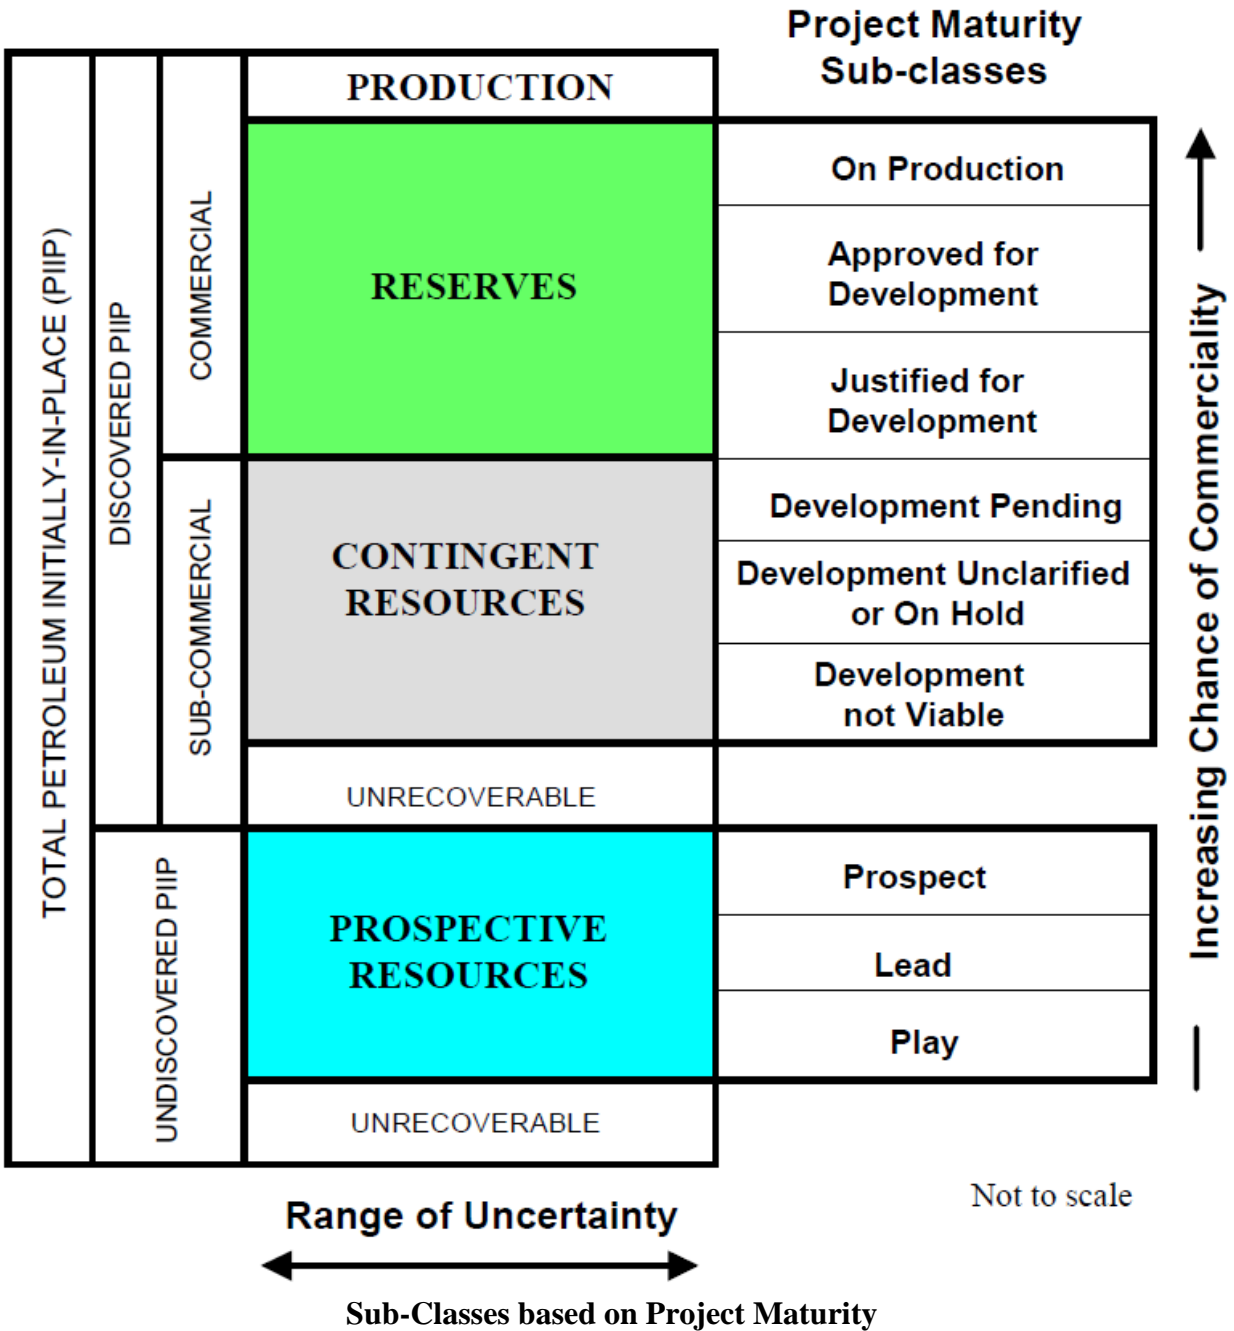 Project Maturity
Sub-classes
TOTAL PETROLEUM INITIALLY-IN-PLACE (PIIP)
DISCOVERED PIIP
COMMERCIAL
PRODUCTION
RESERVES
On Production
Approved for
Development
Justified for
Development
SUB-COMMERCIAL
CONTINGENT
RESOURCES
Development Pending
Development Unclarified
or On Hold
Development
not Viable
UNRECOVERABLE
UNDISCOVERED PIIP
PROSPECTIVE
RESOURCES
Prospect
Lead
Play
UNRECOVERABLE
Increasing Chance of Commerciality
Not to scale
Range of Uncertainty
Sub-Classes based on Project Maturity